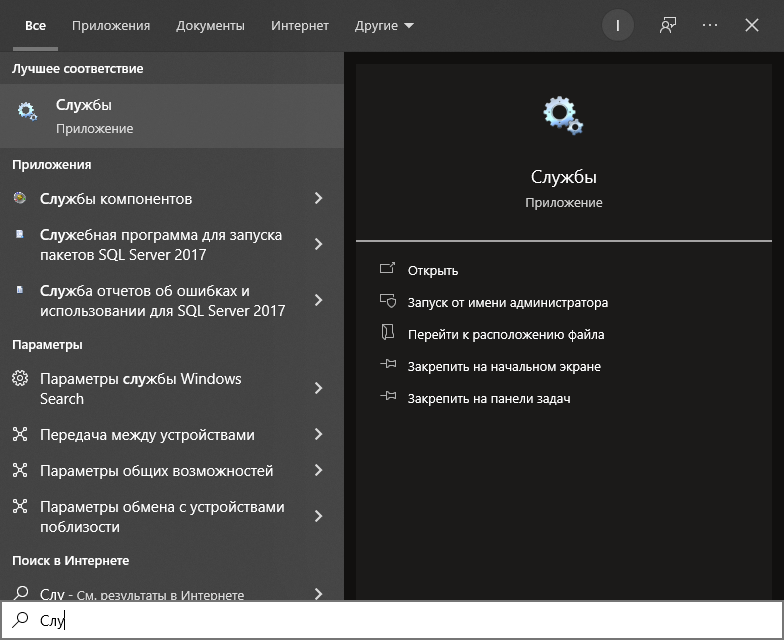 Все Приложения Документы Интернет Другие I ...
Лучшее соответствие
Службы
Приложение
Приложения
Службы компонентов
Служебная программа для запуска
пакетов SQL Server 2017
Служба отчетов об ошибках и
использовании для SQL Server 2017
Параметры
Параметры службы Windows
Search
Передача между устройствами
Параметры общих возможностей
Параметры обмена с устройствами
поблизости
Поиск в Интернете
Слу - См. результаты в Интернете
Службы
Приложение
Открыть
Запуск от имени администратора
Перейти к расположению файла
Закрепить на начальном экране
Закрепить на панели задач
Слу